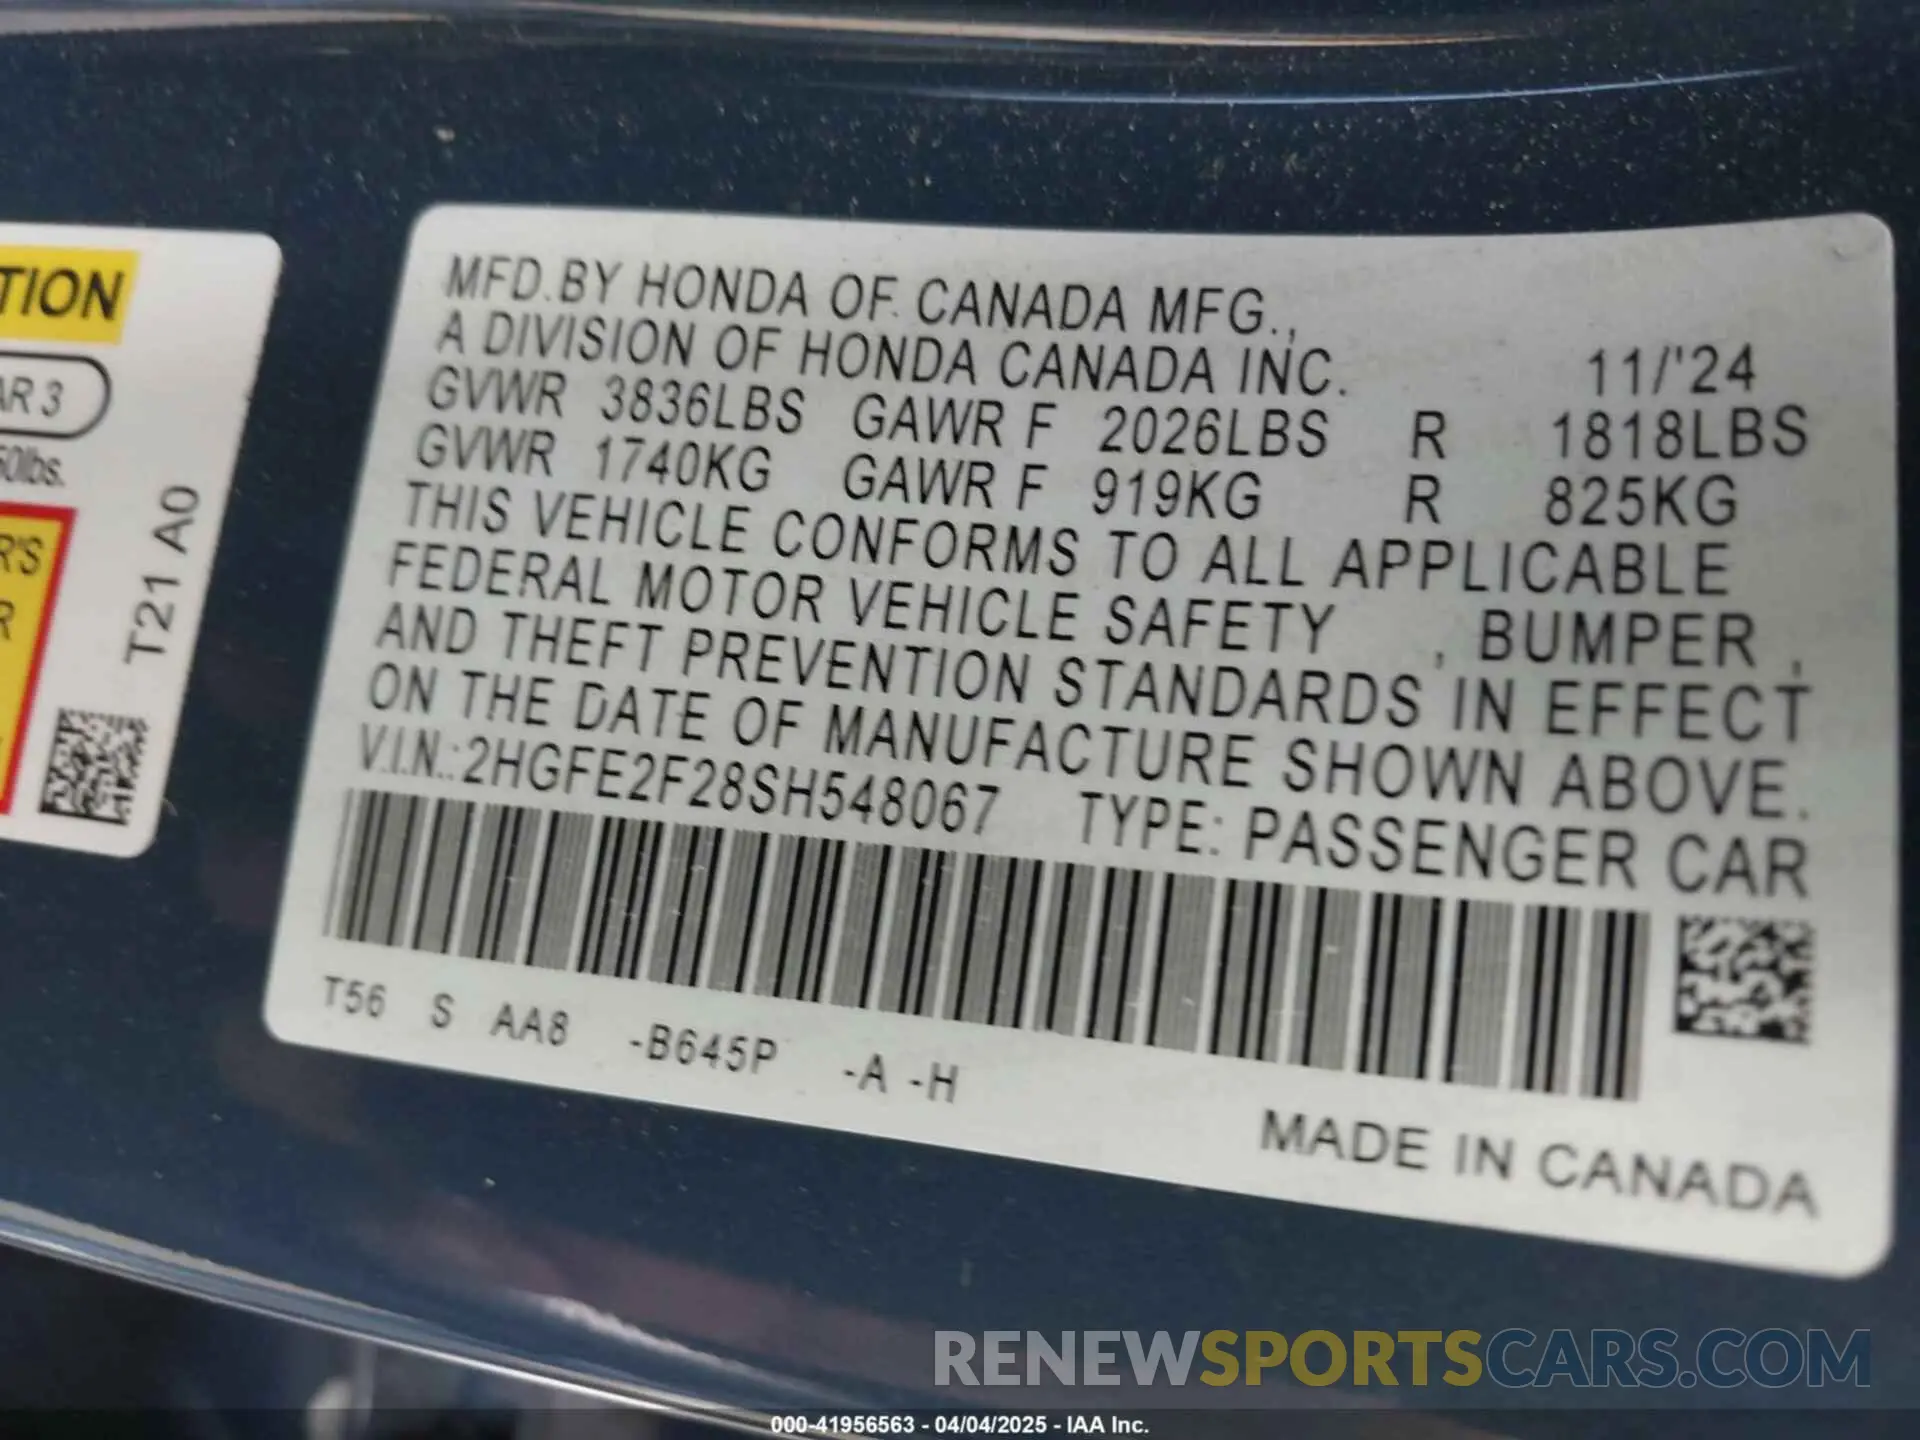 TION
AR 3
50lbs.
R'S
R
T21 A0
MFD.BY HONDA OF CANADA MFG.,
A DIVISION OF HONDA CANADA INC. 11/'24
GVWR 3836LBS GAWR F 2026LBS R 1818LBS
GVWR 1740KG GAWR F 919KG R 825KG
THIS VEHICLE CONFORMS TO ALL APPLICABLE
FEDERAL MOTOR VEHICLE SAFETY , BUMPER ,
AND THEFT PREVENTION STANDARDS IN EFFECT
ON THE DATE OF MANUFACTURE SHOWN ABOVE.
V.I.N.:2HGFE2F28SH548067 TYPE: PASSENGER CAR
T56 S AA8 -B645P -A -H
MADE IN CANADA
RENEWSPORTSCARS.COM
000-41956563 - 04/04/2025 - IAA Inc.